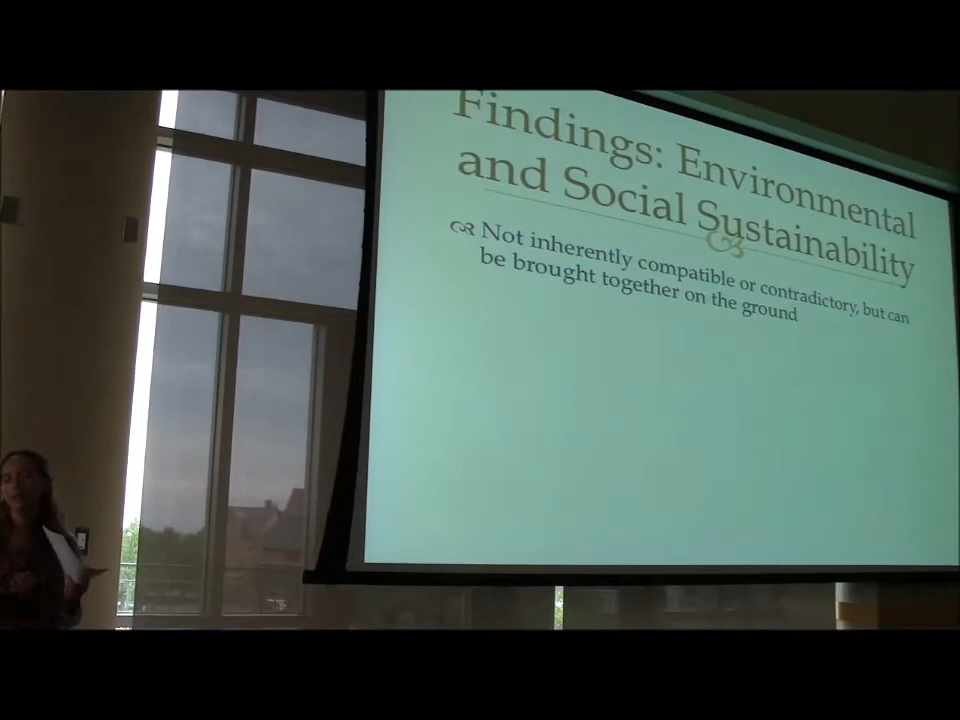 Findings: Environmental
and Social Sustainability
Not inherently compatible or contradictory, but can
be brought together on the ground